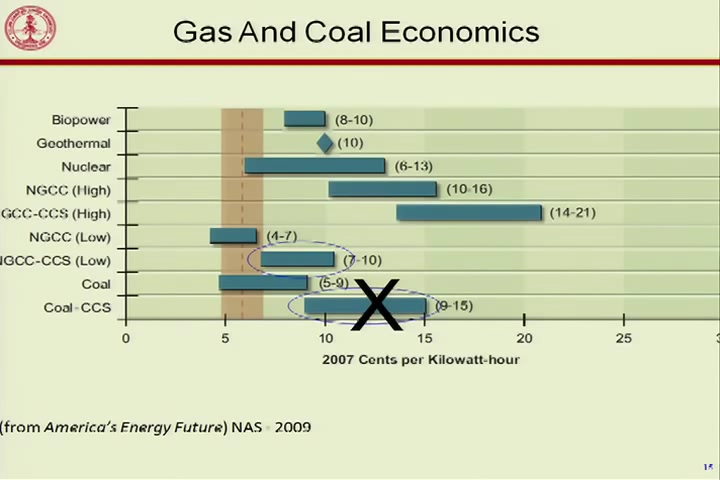 Gas And Coal Economics
Biopower (8-10)
Geothermal (10)
Nuclear (6-13)
NGCC (High) (10-16)
GCC-CCS (High) (14-21)
NGCC (Low) (4-7)
NGCC-CCS (Low) (7-10)
Coal (5-9)
Coal-CCS X (9-15)
0 5 10 15 20 25 3
2007 Cents per Kilowatt-hour
(from America's Energy Future) NAS - 2009
15